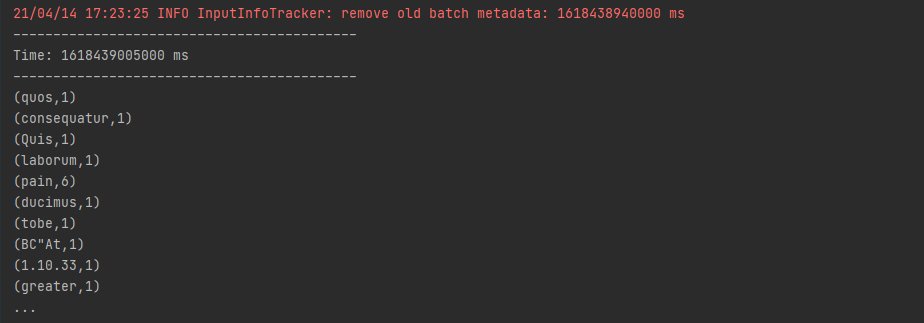 21/04/14 17:23:25 INFO InputInfoTracker: remove old batch metadata: 1618438940000 ms
-------------------------------------------
Time: 1618439005000 ms
-------------------------------------------
(quos,1)
(consequatur,1)
(Quis,1)
(laborum,1)
(pain,6)
(ducimus,1)
(tobe,1)
(BC"At,1)
(1.10.33,1)
(greater,1)
...